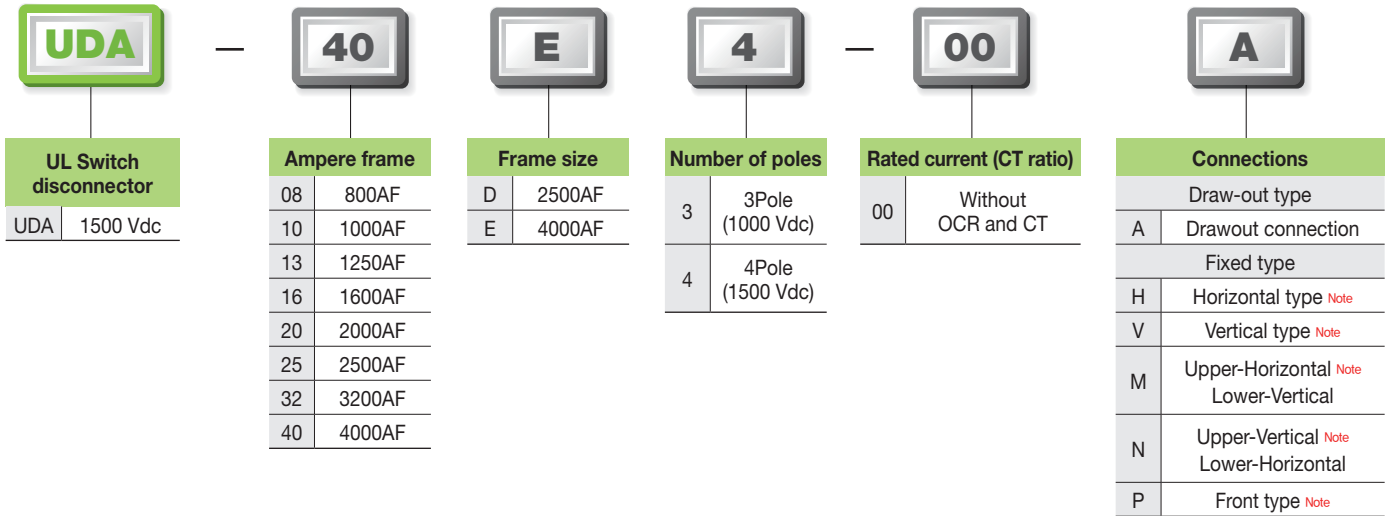 UDA — 40 E 4 — 00 A
UL Switch
disconnector
UDA 1500 Vdc
Ampere frame
08 800AF
10 1000AF
13 1250AF
16 1600AF
20 2000AF
25 2500AF
32 3200AF
40 4000AF
Frame size
D 2500AF
E 4000AF
Number of poles
3 3Pole
(1000 Vdc)
4 4Pole
(1500 Vdc)
Rated current (CT ratio)
00 Without
OCR and CT
Connections
Draw-out type
A Drawout connection
Fixed type
H Horizontal type Note
V Vertical type Note
M Upper-Horizontal Note
Lower-Vertical
N Upper-Vertical Note
Lower-Horizontal
P Front type Note